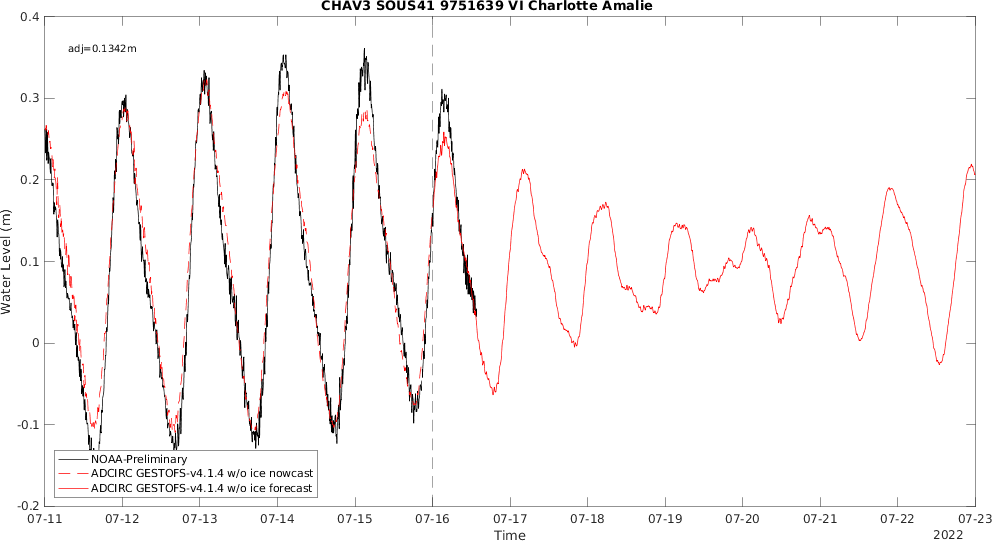 CHAV3 SOUS41 9751639 VI Charlotte Amalie
adj=0.1342m
0.4
0.3
0.2
0.1
0
-0.1
-0.2
Water Level (m)
NOAA-Preliminary
ADCIRC GESTOFS-v4.1.4 w/o ice nowcast
ADCIRC GESTOFS-v4.1.4 w/o ice forecast
07-11 07-12 07-13 07-14 07-15 07-16 07-17 07-18 07-19 07-20 07-21 07-22 07-23
Time
2022